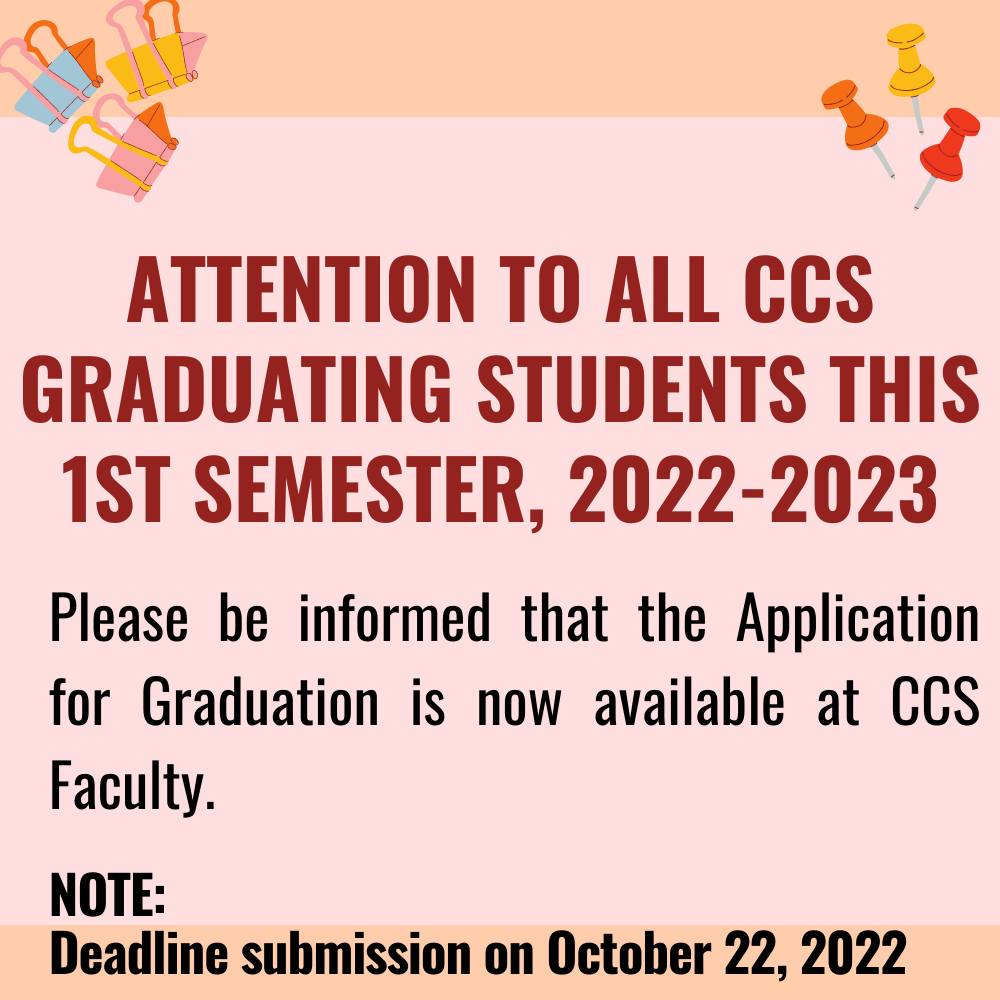 ATTENTION TO ALL CCS
GRADUATING STUDENTS THIS
1ST SEMESTER, 2022-2023
Please be informed that the Application
for Graduation is now available at CCS
Faculty.
NOTE:
Deadline submission on October 22, 2022